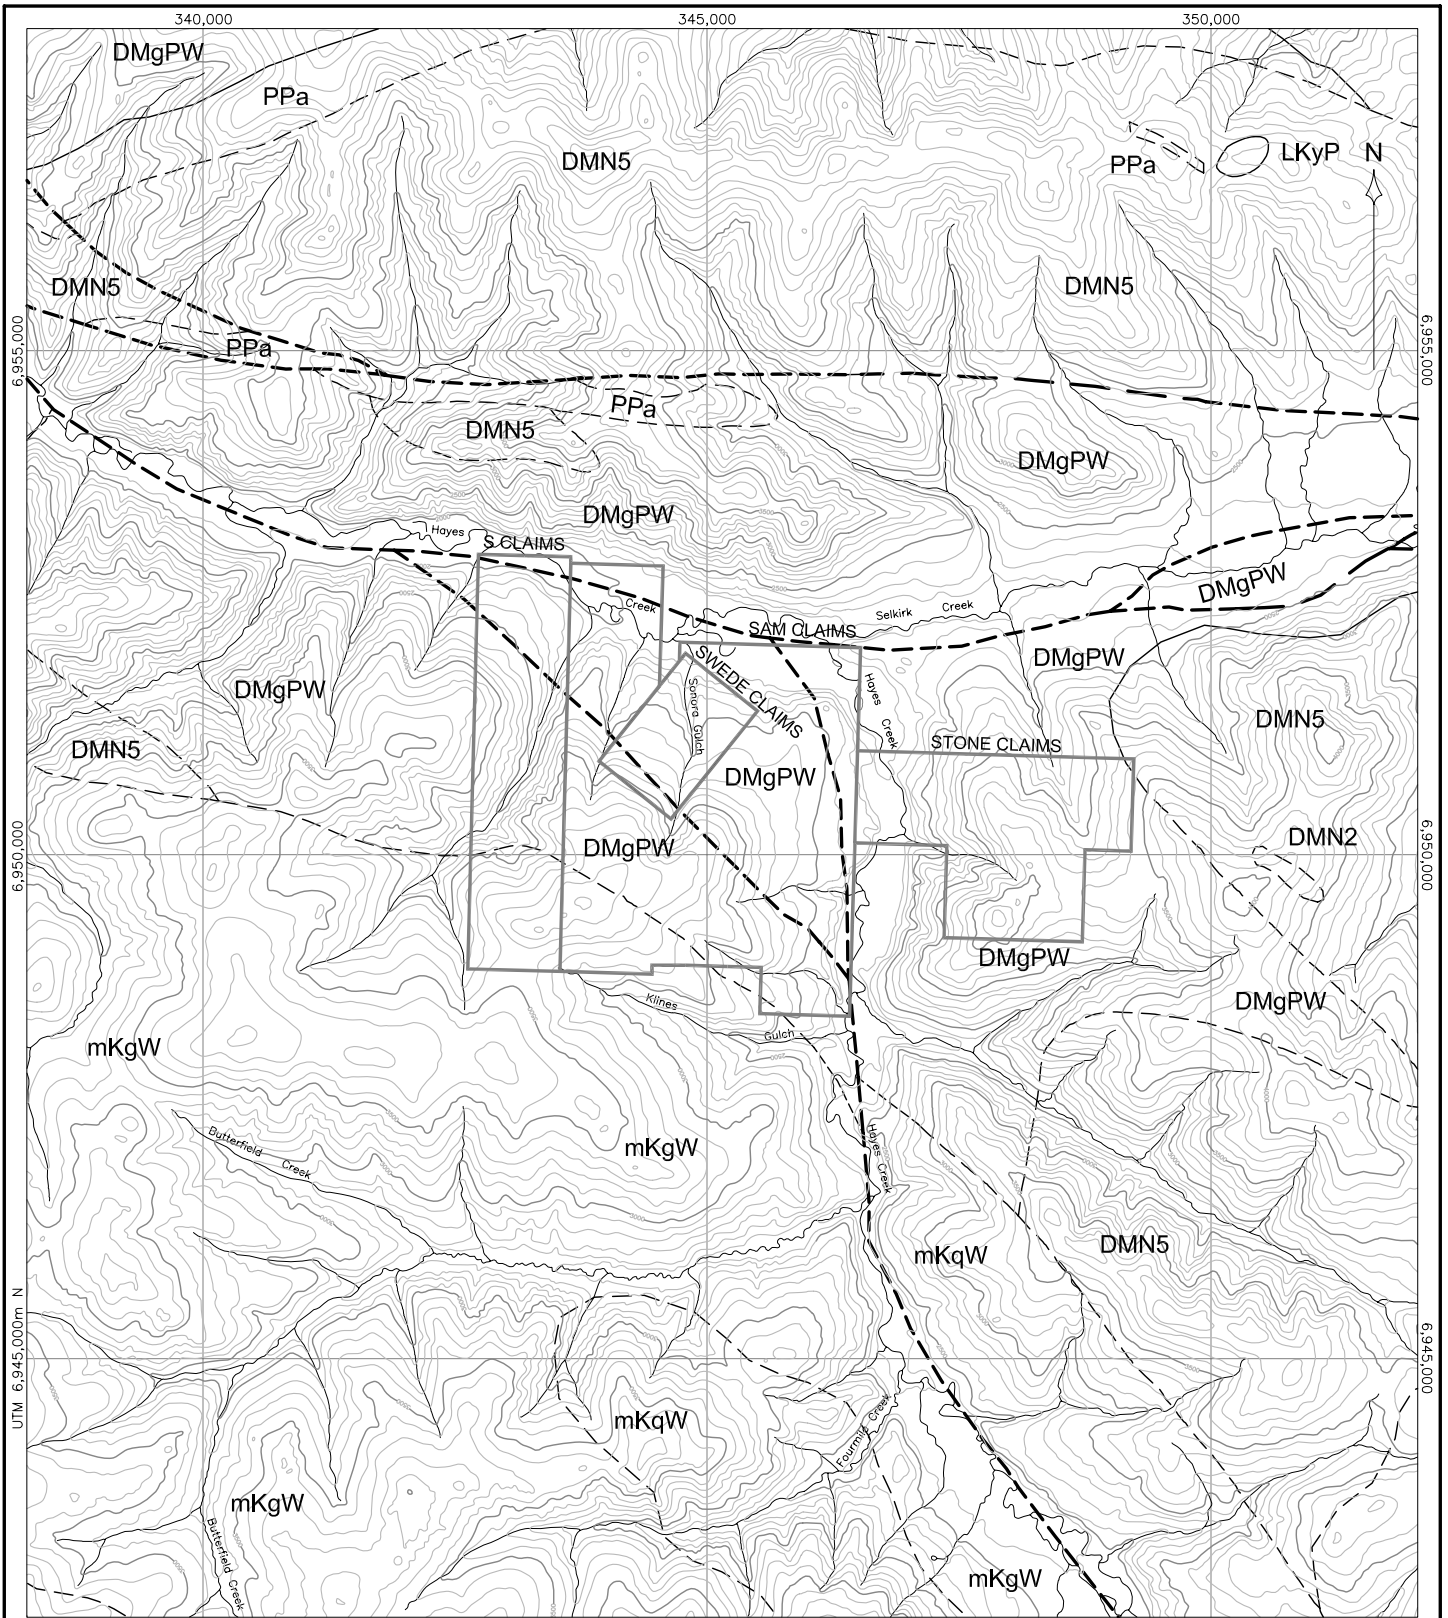 340,000
345,000
350,000
DMgPW
PPa
DMN5
PPa
LKyP
N
DMN5
DMN5
6,955,000
6,955,000
PPa
PPa
DMN5
DMgPW
DMgPW
Hayes
S CLAIMS
Creek
Selkirk Creek
DMgPW
SAM CLAIMS
SWEDE CLAIMS
DMgPW
DMgPW
Sonora Gulch
Hayes Creek
DMN5
DMN5
STONE CLAIMS
DMgPW
6,950,000
6,950,000
DMgPW
DMN2
DMgPW
DMgPW
Klines
Gulch
mKgW
Butterfield Creek
mKgW
Hayes Creek
mKqW
DMN5
UTM 6,945,000m N
6,945,000
mKqW
Fourmile Creek
mKgW
Butterfield Creek
mKgW